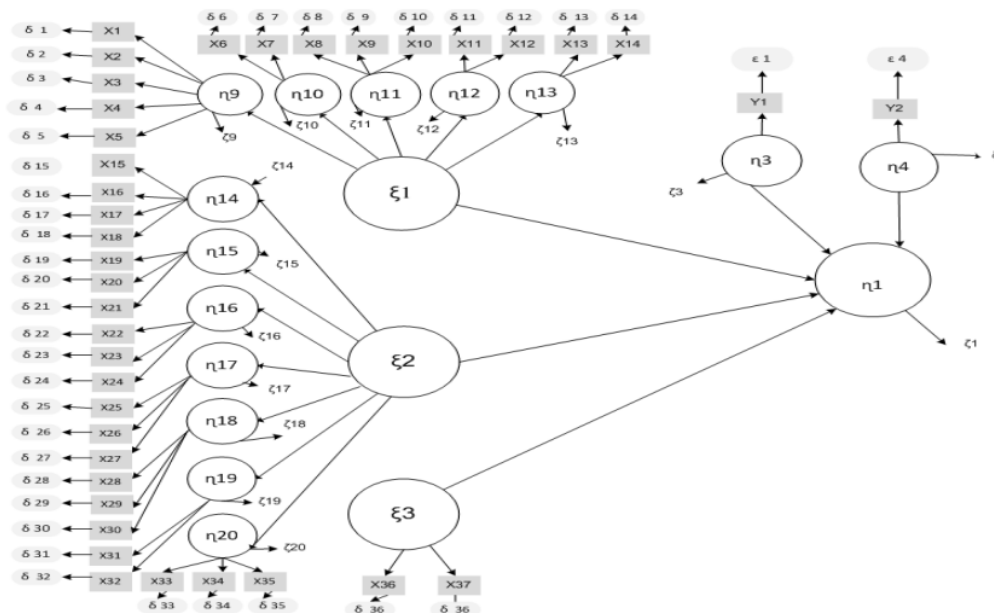 δ 6 δ 7 δ 8 δ 9 δ 10 δ 11 δ 12 δ 13 δ 14
X6 X7 X8 X9 X10 X11 X12 X13 X14
δ 1 X1
δ 2 X2
δ 3 X3
δ 4 X4
δ 5 X5
η9 η10 η11 η12 η13
ζ9 ζ10 ζ11 ζ12 ζ13
ε 1 ε 4
Y1 Y2
η3 η4
ζ3
ξ1
δ 15 X15
δ 16 X16
δ 17 X17
δ 18 X18
η14 ζ14
δ 19 X19
δ 20 X20
δ 21 X21
η15 ζ15
δ 22 X22
δ 23 X23
δ 24 X24
η16 ζ16
η1
ζ1
ξ2
δ 25 X25
δ 26 X26
δ 27 X27
η17 ζ17
δ 28 X28
δ 29 X29
δ 30 X30
η18 ζ18
δ 31 X31
δ 32 X32
η19 ζ19
η20 ζ20
X33 X34 X35
δ 33 δ 34 δ 35
ξ3
X36 X37
δ 36 δ 36